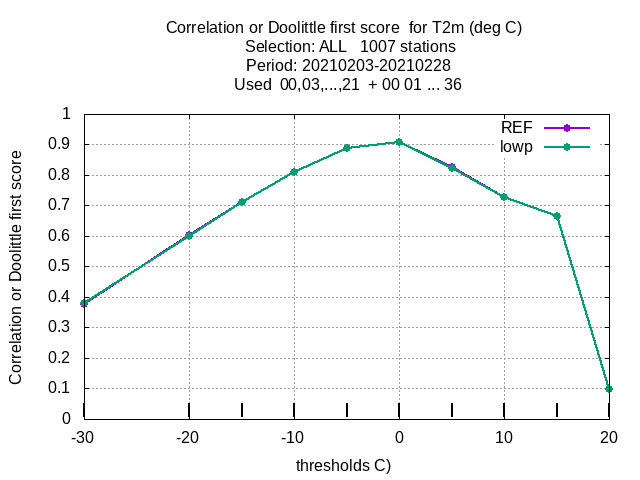 Correlation or Doolittle first score for T2m (deg C)
Selection: ALL 1007 stations
Period: 20210203-20210228
Used 00,03,...,21 + 00 01 ... 36
REF
lowp
Correlation or Doolittle first score
1
0.9
0.8
0.7
0.6
0.5
0.4
0.3
0.2
0.1
0
-30
-20
-10
0
10
20
thresholds C)